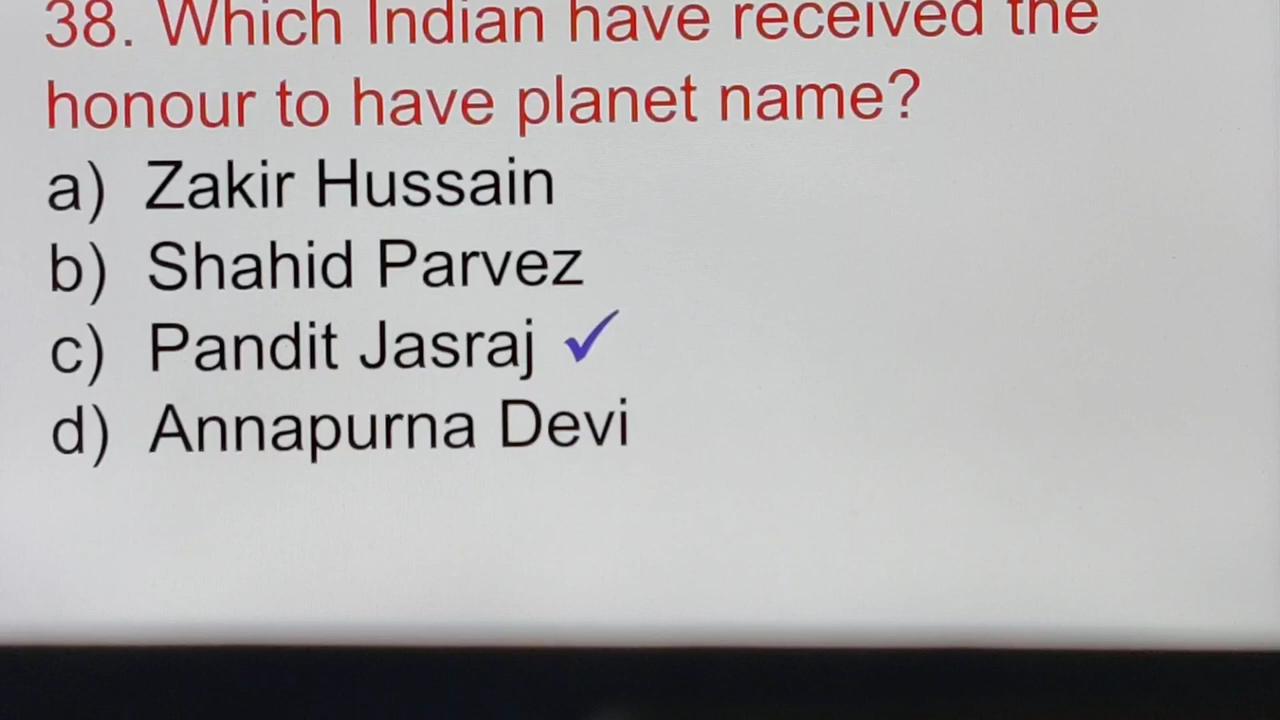 38. Which Indian have received the
honour to have planet name?
a) Zakir Hussain
b) Shahid Parvez
c) Pandit Jasraj ✓
d) Annapurna Devi